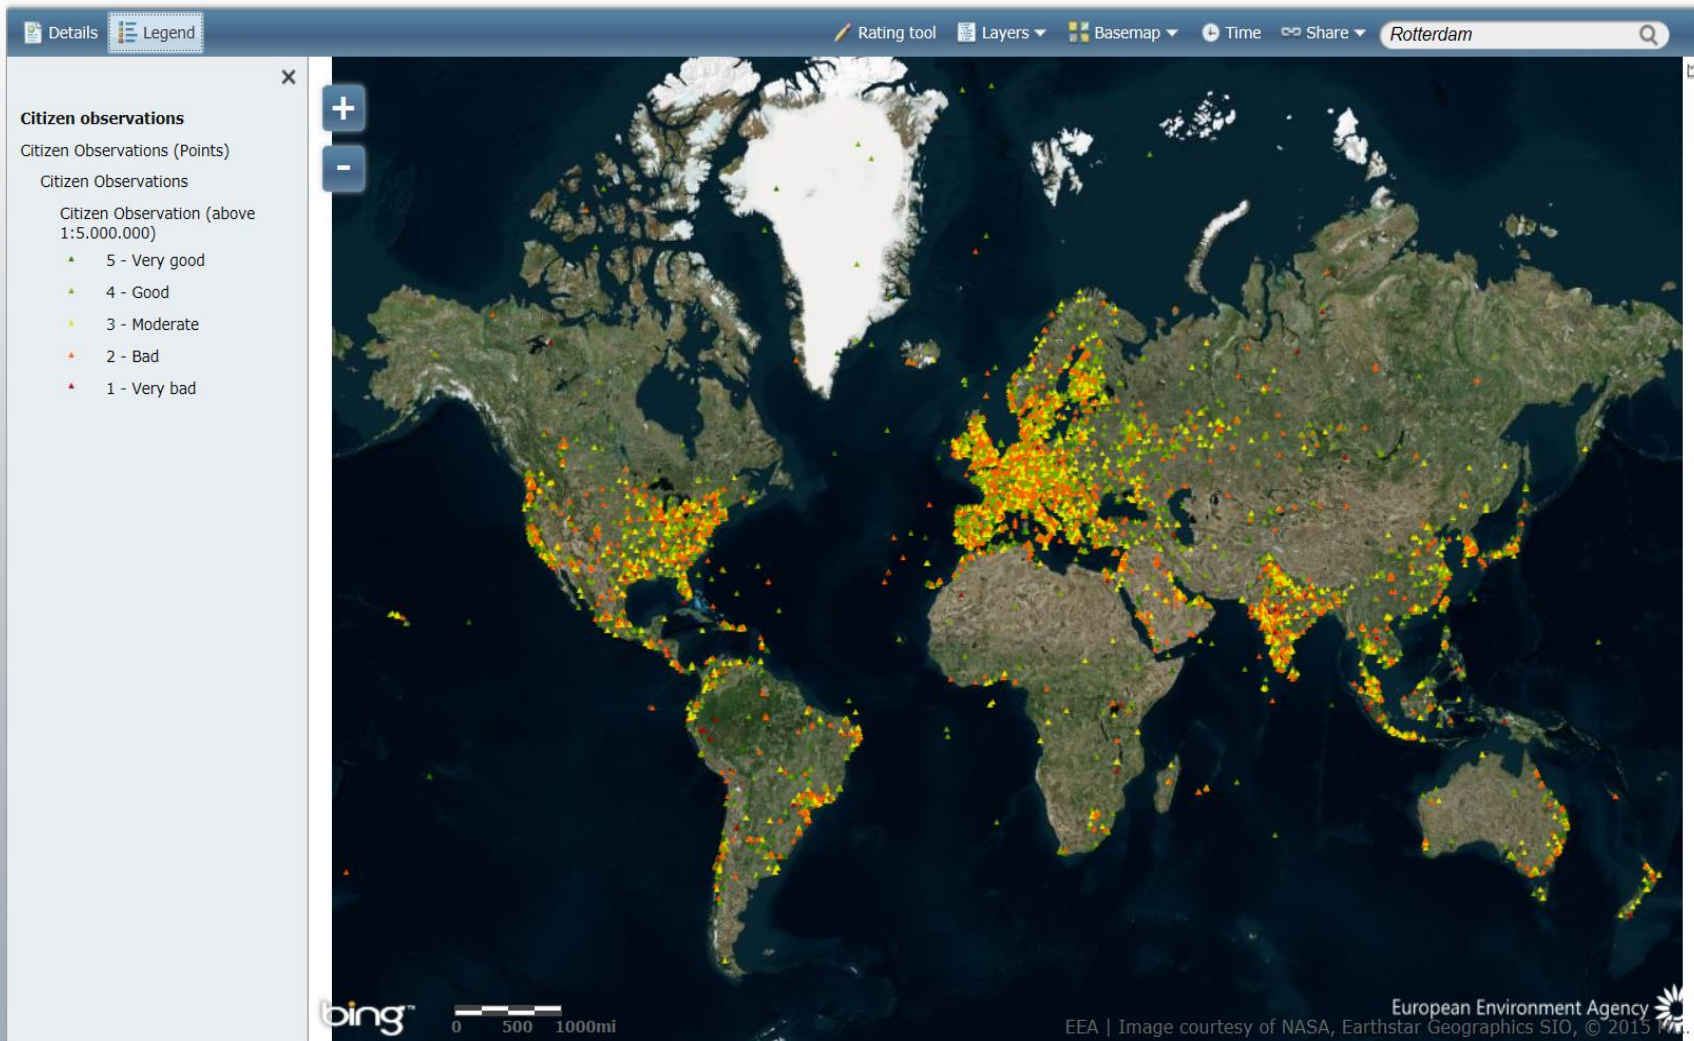 Details
Legend
Rating tool
Layers
Basemap
Time
Share
Rotterdam
Citizen observations
Citizen Observations (Points)
Citizen Observations
Citizen Observation (above
1:5.000.000)
5 - Very good
4 - Good
3 - Moderate
2 - Bad
1 - Very bad
+
-
bing™
0 500 1000mi
European Environment Agency
EEA | Image courtesy of NASA, Earthstar Geographics SIO, © 2015